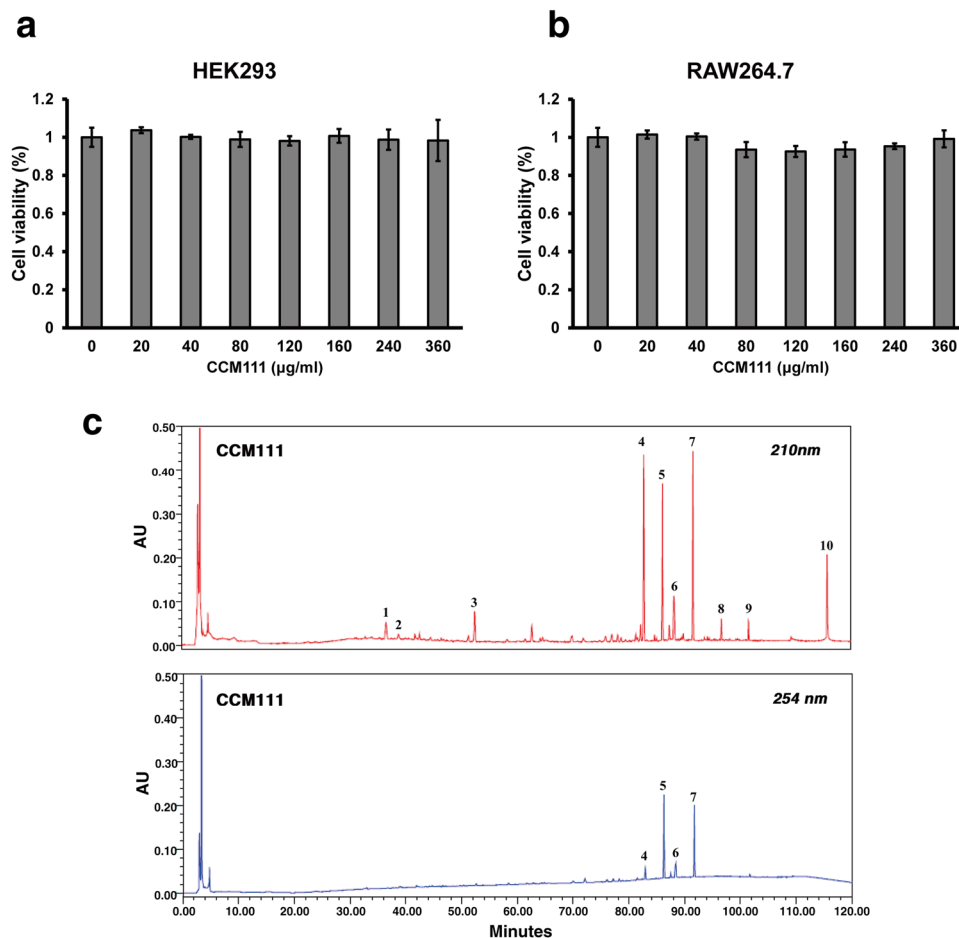 a
HEK293
Cell viability (%)
1.2
1
0.8
0.6
0.4
0.2
0
0 20 40 80 120 160 240 360
CCM111 (µg/ml)
b
RAW264.7
Cell viability (%)
1.2
1
0.8
0.6
0.4
0.2
0
0 20 40 80 120 160 240 360
CCM111 (µg/ml)
c
CCM111
210nm
AU
0.50
0.40
0.30
0.20
0.10
0.00
1 2 3 4 5 6 7 8 9 10
CCM111
254 nm
AU
0.50
0.40
0.30
0.20
0.10
0.00
4 5 6 7
0.00 10.00 20.00 30.00 40.00 50.00 60.00 70.00 80.00 90.00 100.00 110.00 120.00
Minutes